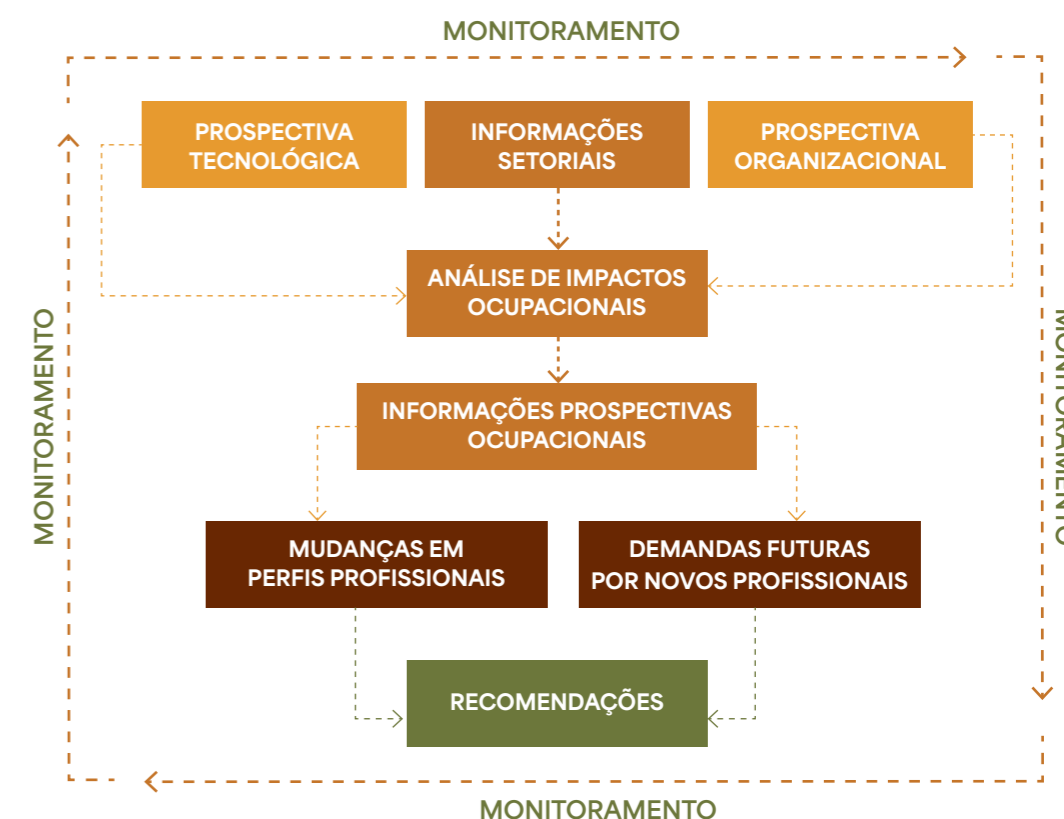 MONITORAMENTO
PROSPECTIVA
TECNOLÓGICA
INFORMAÇÕES
SETORIAIS
PROSPECTIVA
ORGANIZACIONAL
ANÁLISE DE IMPACTOS
OCUPACIONAIS
MONITORAMENTO
MONITORAMENTO
INFORMAÇÕES PROSPECTIVAS
OCUPACIONAIS
MUDANÇAS EM
PERFIS PROFISSIONAIS
DEMANDAS FUTURAS
POR NOVOS PROFISSIONAIS
RECOMENDAÇÕES
MONITORAMENTO